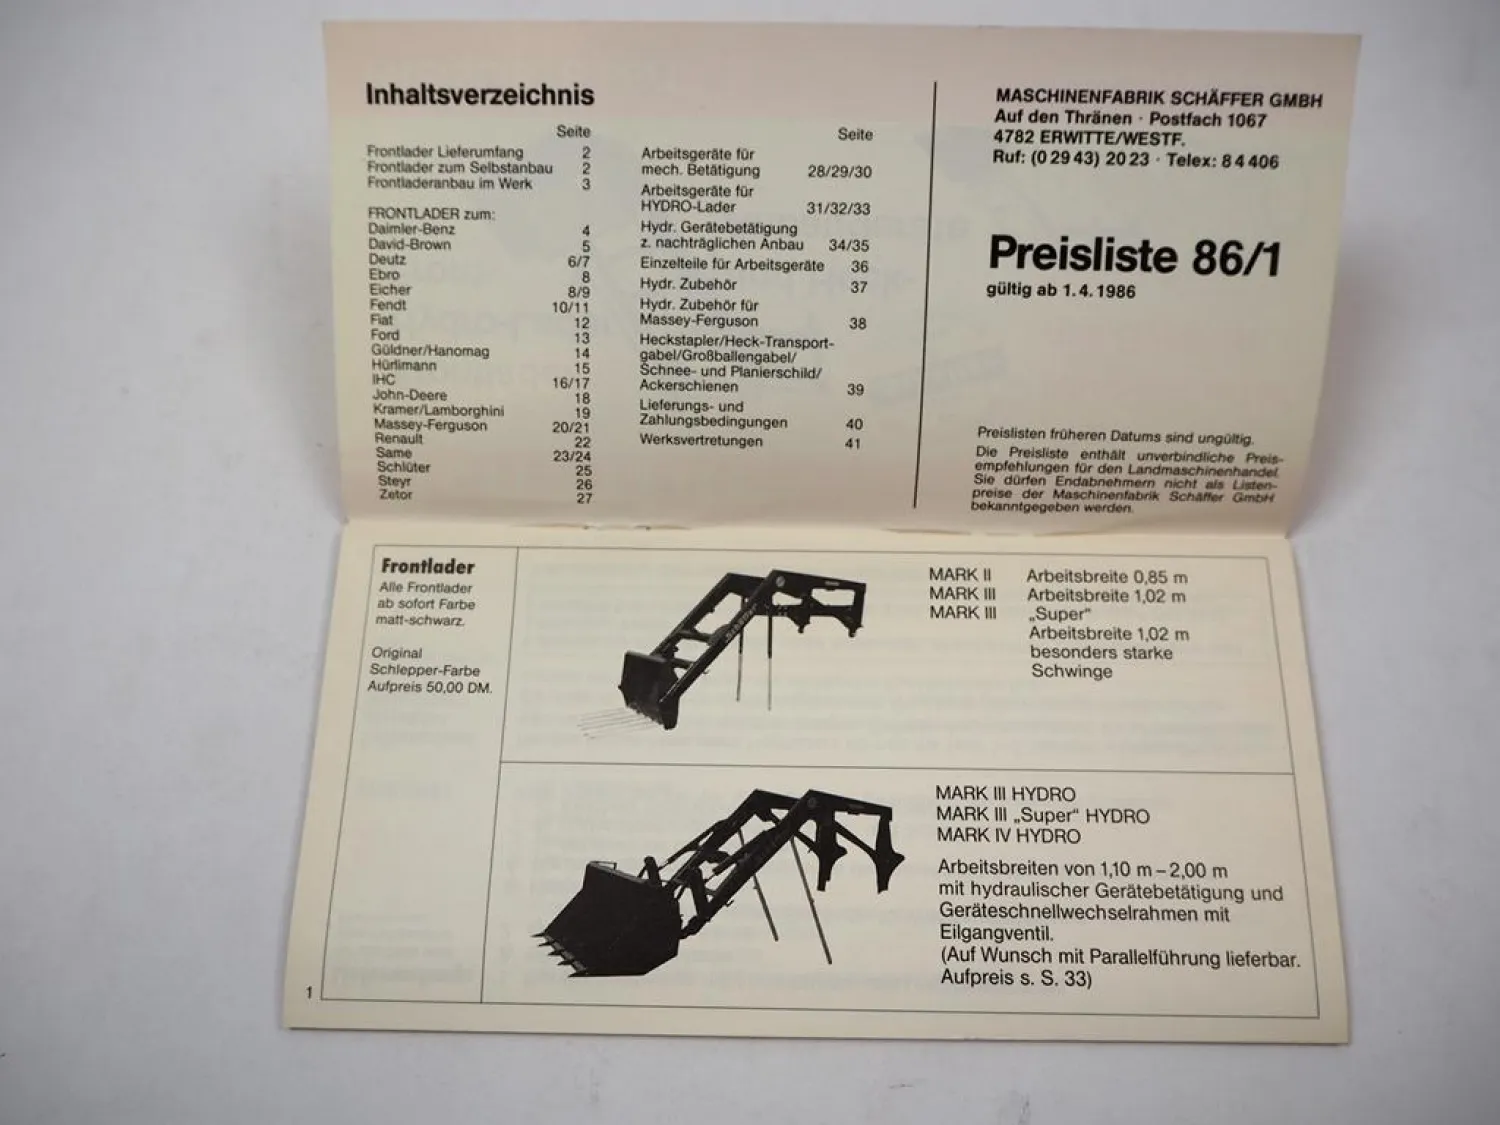 Inhaltsverzeichnis
Seite
Frontlader Lieferumfang 2
Frontlader zum Selbstanbau 2
Frontladeranbau im Werk 3
FRONTLADER zum:
Daimler-Benz 4
David-Brown 5
Deutz 6/7
Ebro 8
Eicher 8/9
Fendt 10/11
Fiat 12
Ford 13
Güldner/Hanomag 14
Hürlimann 15
IHC 16/17
John-Deere 18
Kramer/Lamborghini 19
Massey-Ferguson 20/21
Renault 22
Same 23/24
Schlüter 25
Steyr 26
Zetor 27
Seite
Arbeitsgeräte für
mech. Betätigung 28/29/30
Arbeitsgeräte für
HYDRO-Lader 31/32/33
Hydr. Gerätebetätigung
z. nachträglichen Anbau 34/35
Einzelteile für Arbeitsgeräte 36
Hydr. Zubehör 37
Hydr. Zubehör für
Massey-Ferguson 38
Heckstapler/Heck-Transport-
gabel/Großballengabel/
Schnee- und Planierschild/
Ackerschienen 39
Lieferungs- und
Zahlungsbedingungen 40
Werksvertretungen 41
MASCHINENFABRIK SCHÄFFER GMBH
Auf den Thränen · Postfach 1067
4782 ERWITTE/WESTF.
Ruf: (0 29 43) 20 23 · Telex: 8 4 406
Preisliste 86/1
gültig ab 1. 4. 1986
Preislisten früheren Datums sind ungültig.
Die Preisliste enthält unverbindliche Preis-
empfehlungen für den Landmaschinenhandel.
Sie dürfen Endabnehmern nicht als Listen-
preise der Maschinenfabrik Schäffer GmbH
bekanntgegeben werden.
Frontlader
Alle Frontlader
ab sofort Farbe
matt-schwarz.
Original
Schlepper-Farbe
Aufpreis 50,00 DM.
MARK II Arbeitsbreite 0,85 m
MARK III Arbeitsbreite 1,02 m
MARK III „Super“
Arbeitsbreite 1,02 m
besonders starke
Schwinge
MARK III HYDRO
MARK III „Super“ HYDRO
MARK IV HYDRO
Arbeitsbreiten von 1,10 m – 2,00 m
mit hydraulischer Gerätebetätigung und
Geräteschnellwechselrahmen mit
Eilgangventil.
(Auf Wunsch mit Parallelführung lieferbar.
Aufpreis s. S. 33)
1